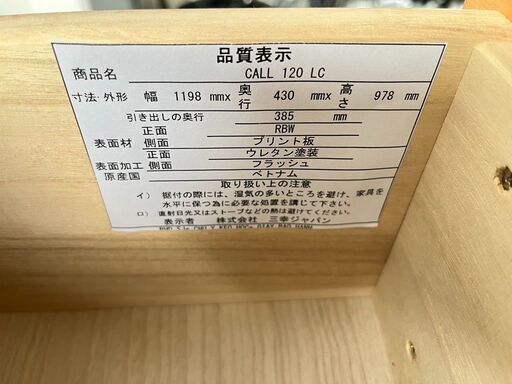 品質表示
商品名 CALL 120 LC
寸法・外形 幅 1198 mmx 奥行 430 mmx 高さ 978 mm
引き出しの奥行 385 mm
正面 RBW
表面材 側面 プリント板
正面 ウレタン塗装
表面加工 側面 フラッシュ
原産国 ベトナム
取り扱い上の注意
イ) 据付の際には、湿気の多いところを避け、家具を
水平に保つ為に必要な処置を講じて下さい。
ロ) 直射日光又はストーブなどの熱は避けてください。
表示者 株式会社 三幸ジャパン